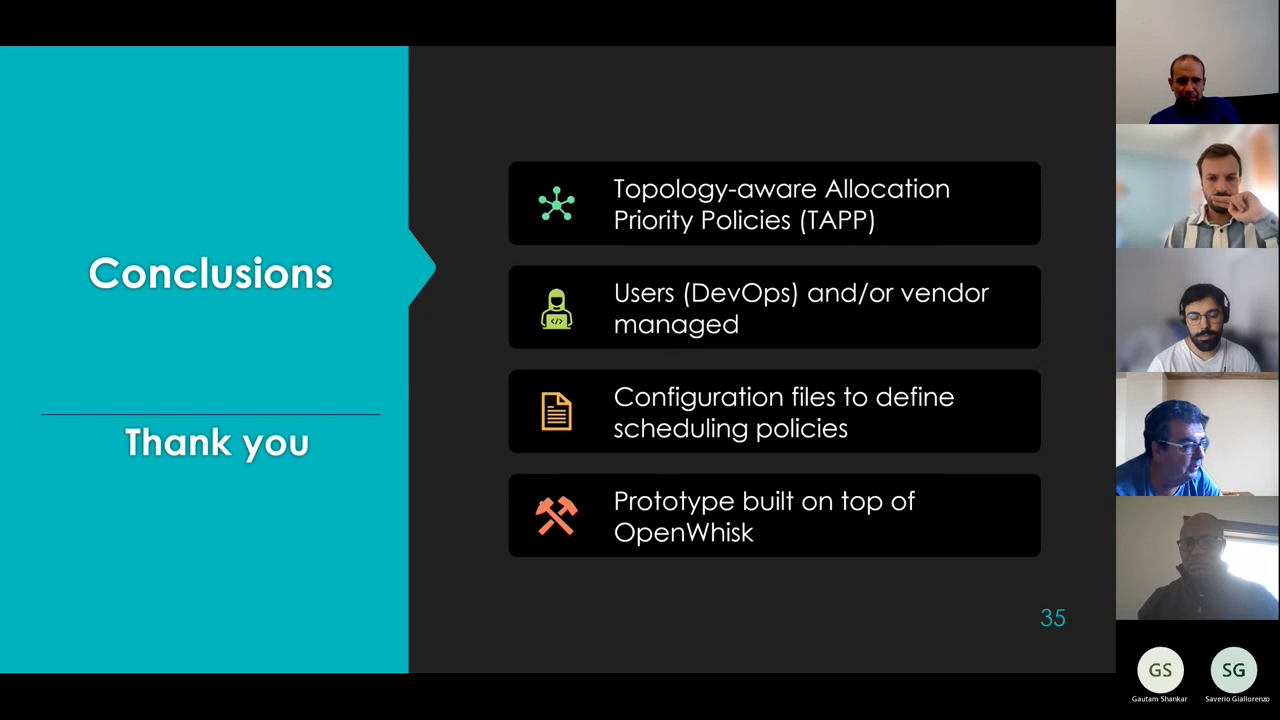 Conclusions
Thank you
Topology-aware Allocation
Priority Policies (TAPP)
Users (DevOps) and/or vendor
managed
Configuration files to define
scheduling policies
Prototype built on top of
OpenWhisk
35
GS
SG
Gautam Shankar
Saverio Giallorenzo